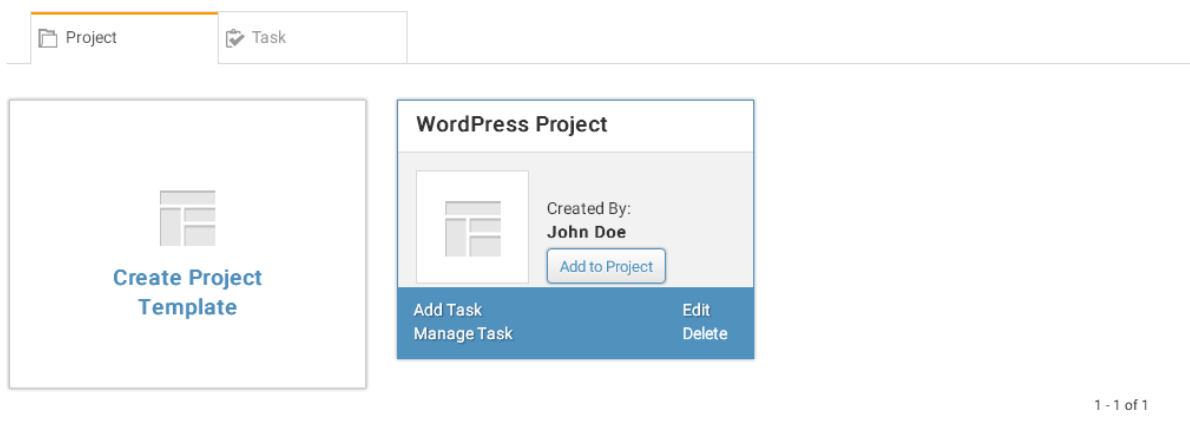 Project
Task
Create Project
Template
WordPress Project
Created By:
John Doe
Add to Project
Add Task
Edit
Manage Task
Delete
1 - 1 of 1